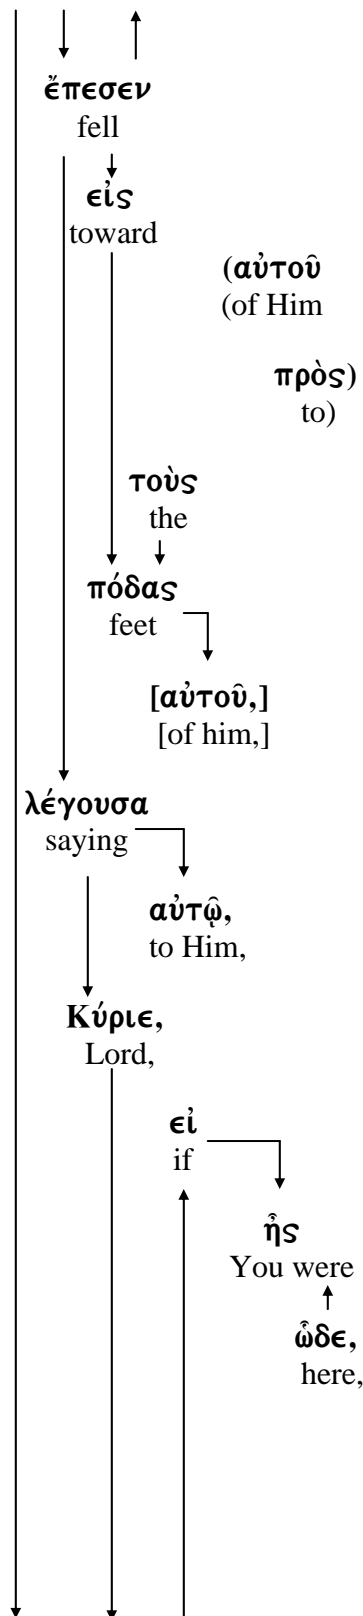 ἔπεσεν
fell
εἰς
toward
(αὐτοῦ
(of Him
πρὸς)
to)
τοὺς
the
πόδας
feet
[αὐτοῦ,]
[of him,]
λέγουσα
saying
αὐτῷ,
to Him,
Κύριε,
Lord,
εἰ
if
ἦς
You were
ὧδε,
here,